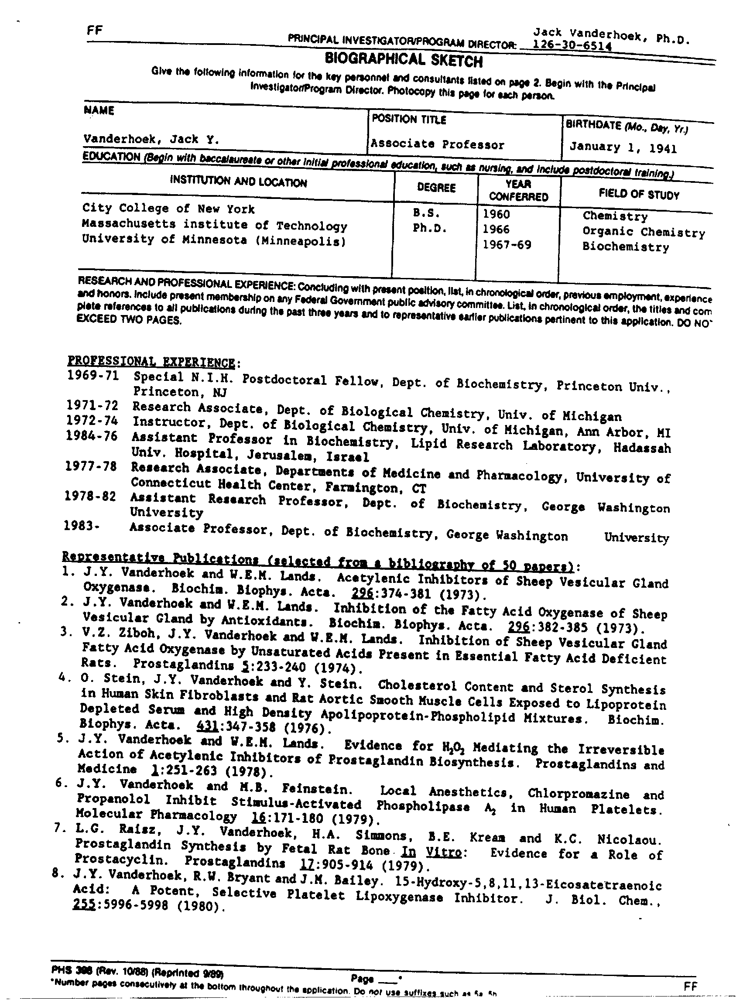 FF
Jack Vanderhoek, Ph.D.
PRINCIPAL INVESTIGATOR/PROGRAM DIRECTOR: 126-30-6514
BIOGRAPHICAL SKETCH
Give the following information for the key personnel and consultants listed on page 2. Begin with the Principal
Investigator/Program Director. Photocopy this page for each person.
NAME
POSITION TITLE
BIRTHDATE (Mo., Day, Yr.)
Vanderhoek, Jack Y.
Associate Professor
January 1, 1941
EDUCATION (Begin with baccalaureate or other initial professional education, such as nursing, and include postdoctoral training.)
INSTITUTION AND LOCATION
DEGREE
YEAR
CONFERRED
FIELD OF STUDY
City College of New York B.S. 1960 Chemistry
Massachusetts institute of Technology Ph.D. 1966 Organic Chemistry
University of Minnesota (Minneapolis) 1967-69 Biochemistry
RESEARCH AND PROFESSIONAL EXPERIENCE: Concluding with present position, list, in chronological order, previous employment, experience
and honors. Include present membership on any Federal Government public advisory committee. List, in chronological order, the titles and com
plete references to all publications during the past three years and to representative earlier publications pertinent to this application. DO NO
EXCEED TWO PAGES.
PROFESSIONAL EXPERIENCE:
1969-71 Special N.I.H. Postdoctoral Fellow, Dept. of Biochemistry, Princeton Univ.,
Princeton, NJ
1971-72 Research Associate, Dept. of Biological Chemistry, Univ. of Michigan
1972-74 Instructor, Dept. of Biological Chemistry, Univ. of Michigan, Ann Arbor, MI
1984-76 Assistant Professor in Biochemistry, Lipid Research Laboratory, Hadassah
Univ. Hospital, Jerusalem, Israel
1977-78 Research Associate, Departments of Medicine and Pharmacology, University of
Connecticut Health Center, Farmington, CT
1978-82 Assistant Research Professor, Dept. of Biochemistry, George Washington
University
1983- Associate Professor, Dept. of Biochemistry, George Washington University
Representative Publications (selected from a bibliography of 50 papers):
1. J.Y. Vanderhoek and W.E.M. Lands. Acetylenic Inhibitors of Sheep Vesicular Gland
Oxygenase. Biochim. Biophys. Acta. 296:374-381 (1973).
2. J.Y. Vanderhoek and W.E.M. Lands. Inhibition of the Fatty Acid Oxygenase of Sheep
Vesicular Gland by Antioxidants. Biochim. Biophys. Acta. 296:382-385 (1973).
3. V.Z. Ziboh, J.Y. Vanderhoek and W.E.M. Lands. Inhibition of Sheep Vesicular Gland
Fatty Acid Oxygenase by Unsaturated Acids Present in Essential Fatty Acid Deficient
Rats. Prostaglandins 5:233-240 (1974).
4. O. Stein, J.Y. Vanderhoek and Y. Stein. Cholesterol Content and Sterol Synthesis
in Human Skin Fibroblasts and Rat Aortic Smooth Muscle Cells Exposed to Lipoprotein
Depleted Serum and High Density Apolipoprotein-Phospholipid Mixtures. Biochim.
Biophys. Acta. 431:347-358 (1976).
5. J.Y. Vanderhoek and W.E.M. Lands. Evidence for H₂O₂ Mediating the Irreversible
Action of Acetylenic Inhibitors of Prostaglandin Biosynthesis. Prostaglandins and
Medicine 1:251-263 (1978).
6. J.Y. Vanderhoek and M.B. Feinstein. Local Anesthetics, Chlorpromazine and
Propanolol Inhibit Stimulus-Activated Phospholipase A₂ in Human Platelets.
Molecular Pharmacology 16:171-180 (1979).
7. L.G. Raisz, J.Y. Vanderhoek, H.A. Simmons, B.E. Kream and K.C. Nicolaou.
Prostaglandin Synthesis by Fetal Rat Bone In Vitro: Evidence for a Role of
Prostacyclin. Prostaglandins 17:905-914 (1979).
8. J.Y. Vanderhoek, R.W. Bryant and J.M. Bailey. 15-Hydroxy-5,8,11,13-Eicosatetraenoic
Acid: A Potent, Selective Platelet Lipoxygenase Inhibitor. J. Biol. Chem.,
255:5996-5998 (1980).
PHS 398 (Rev. 10/88) (Reprinted 9/89) Page ___*
*Number pages consecutively at the bottom throughout the application. Do not use suffixes such as 5a, 5b
FF